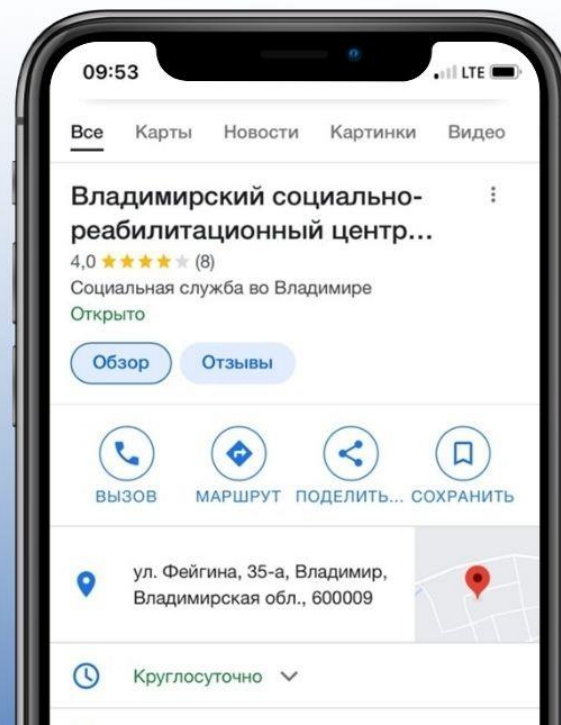 09:53
LTE
Все Карты Новости Картинки Видео
Владимирский социально-
реабилитационный центр...
4,0 (8)
Социальная служба во Владимире
Открыто
Обзор Отзывы
ВЫЗОВ МАРШРУТ ПОДЕЛИТЬ... СОХРАНИТЬ
ул. Фейгина, 35-а, Владимир,
Владимирская обл., 600009
Круглосуточно